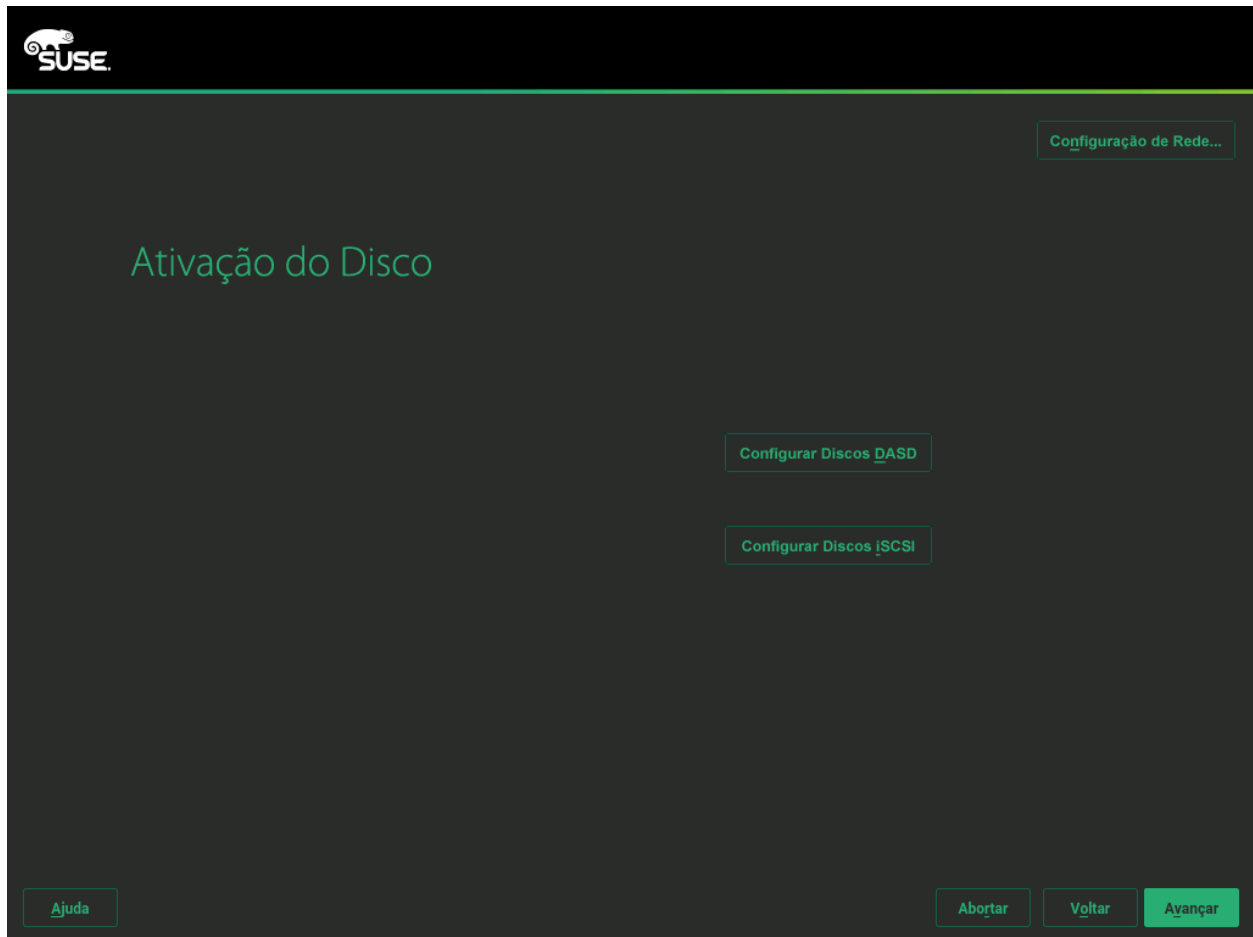 SUSE.
Configuração de Rede...
Ativação do Disco
Configurar Discos DASD
Configurar Discos iSCSI
Ajuda
Abortar
Voltar
Avançar